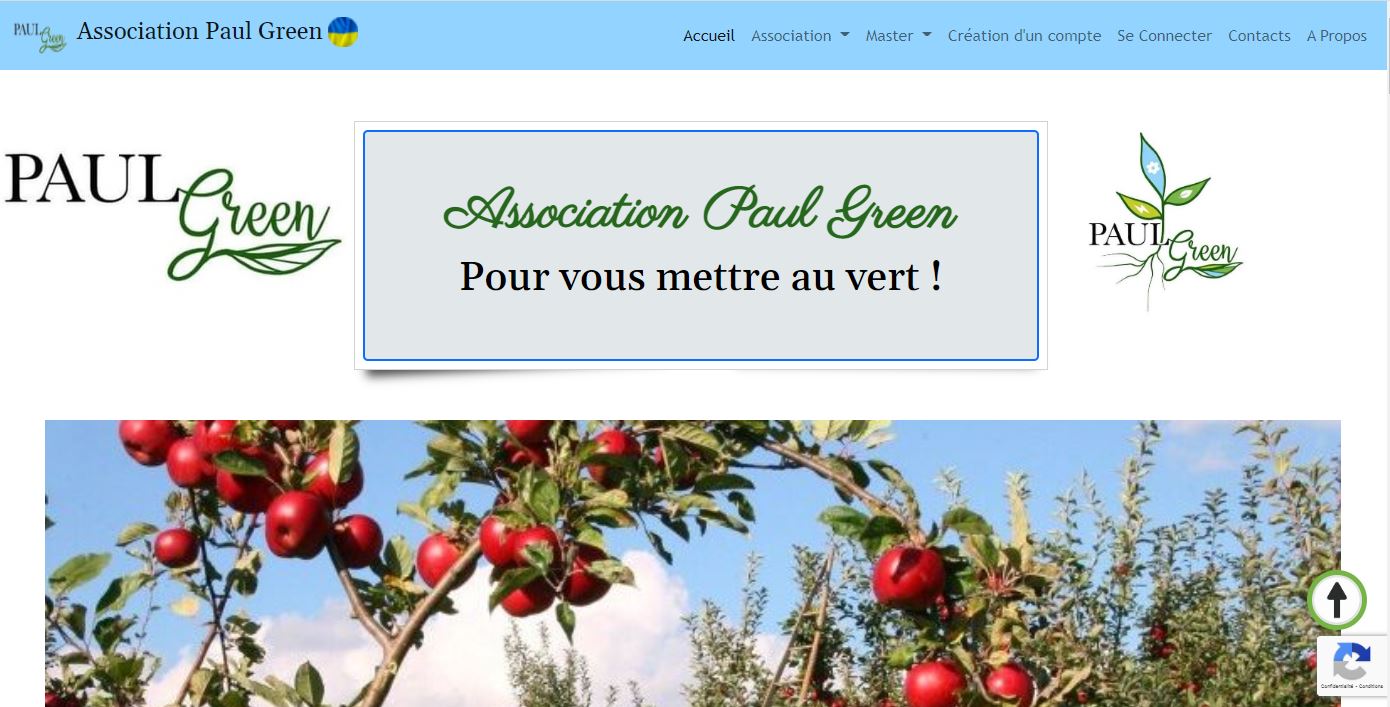 PAUL Green
Association Paul Green
Accueil
Association
Master
Création d'un compte
Se Connecter
Contacts
A Propos
PAUL
Green
Association Paul Green
Pour vous mettre au vert !
PAUL
Green
Confidentialité - Conditions